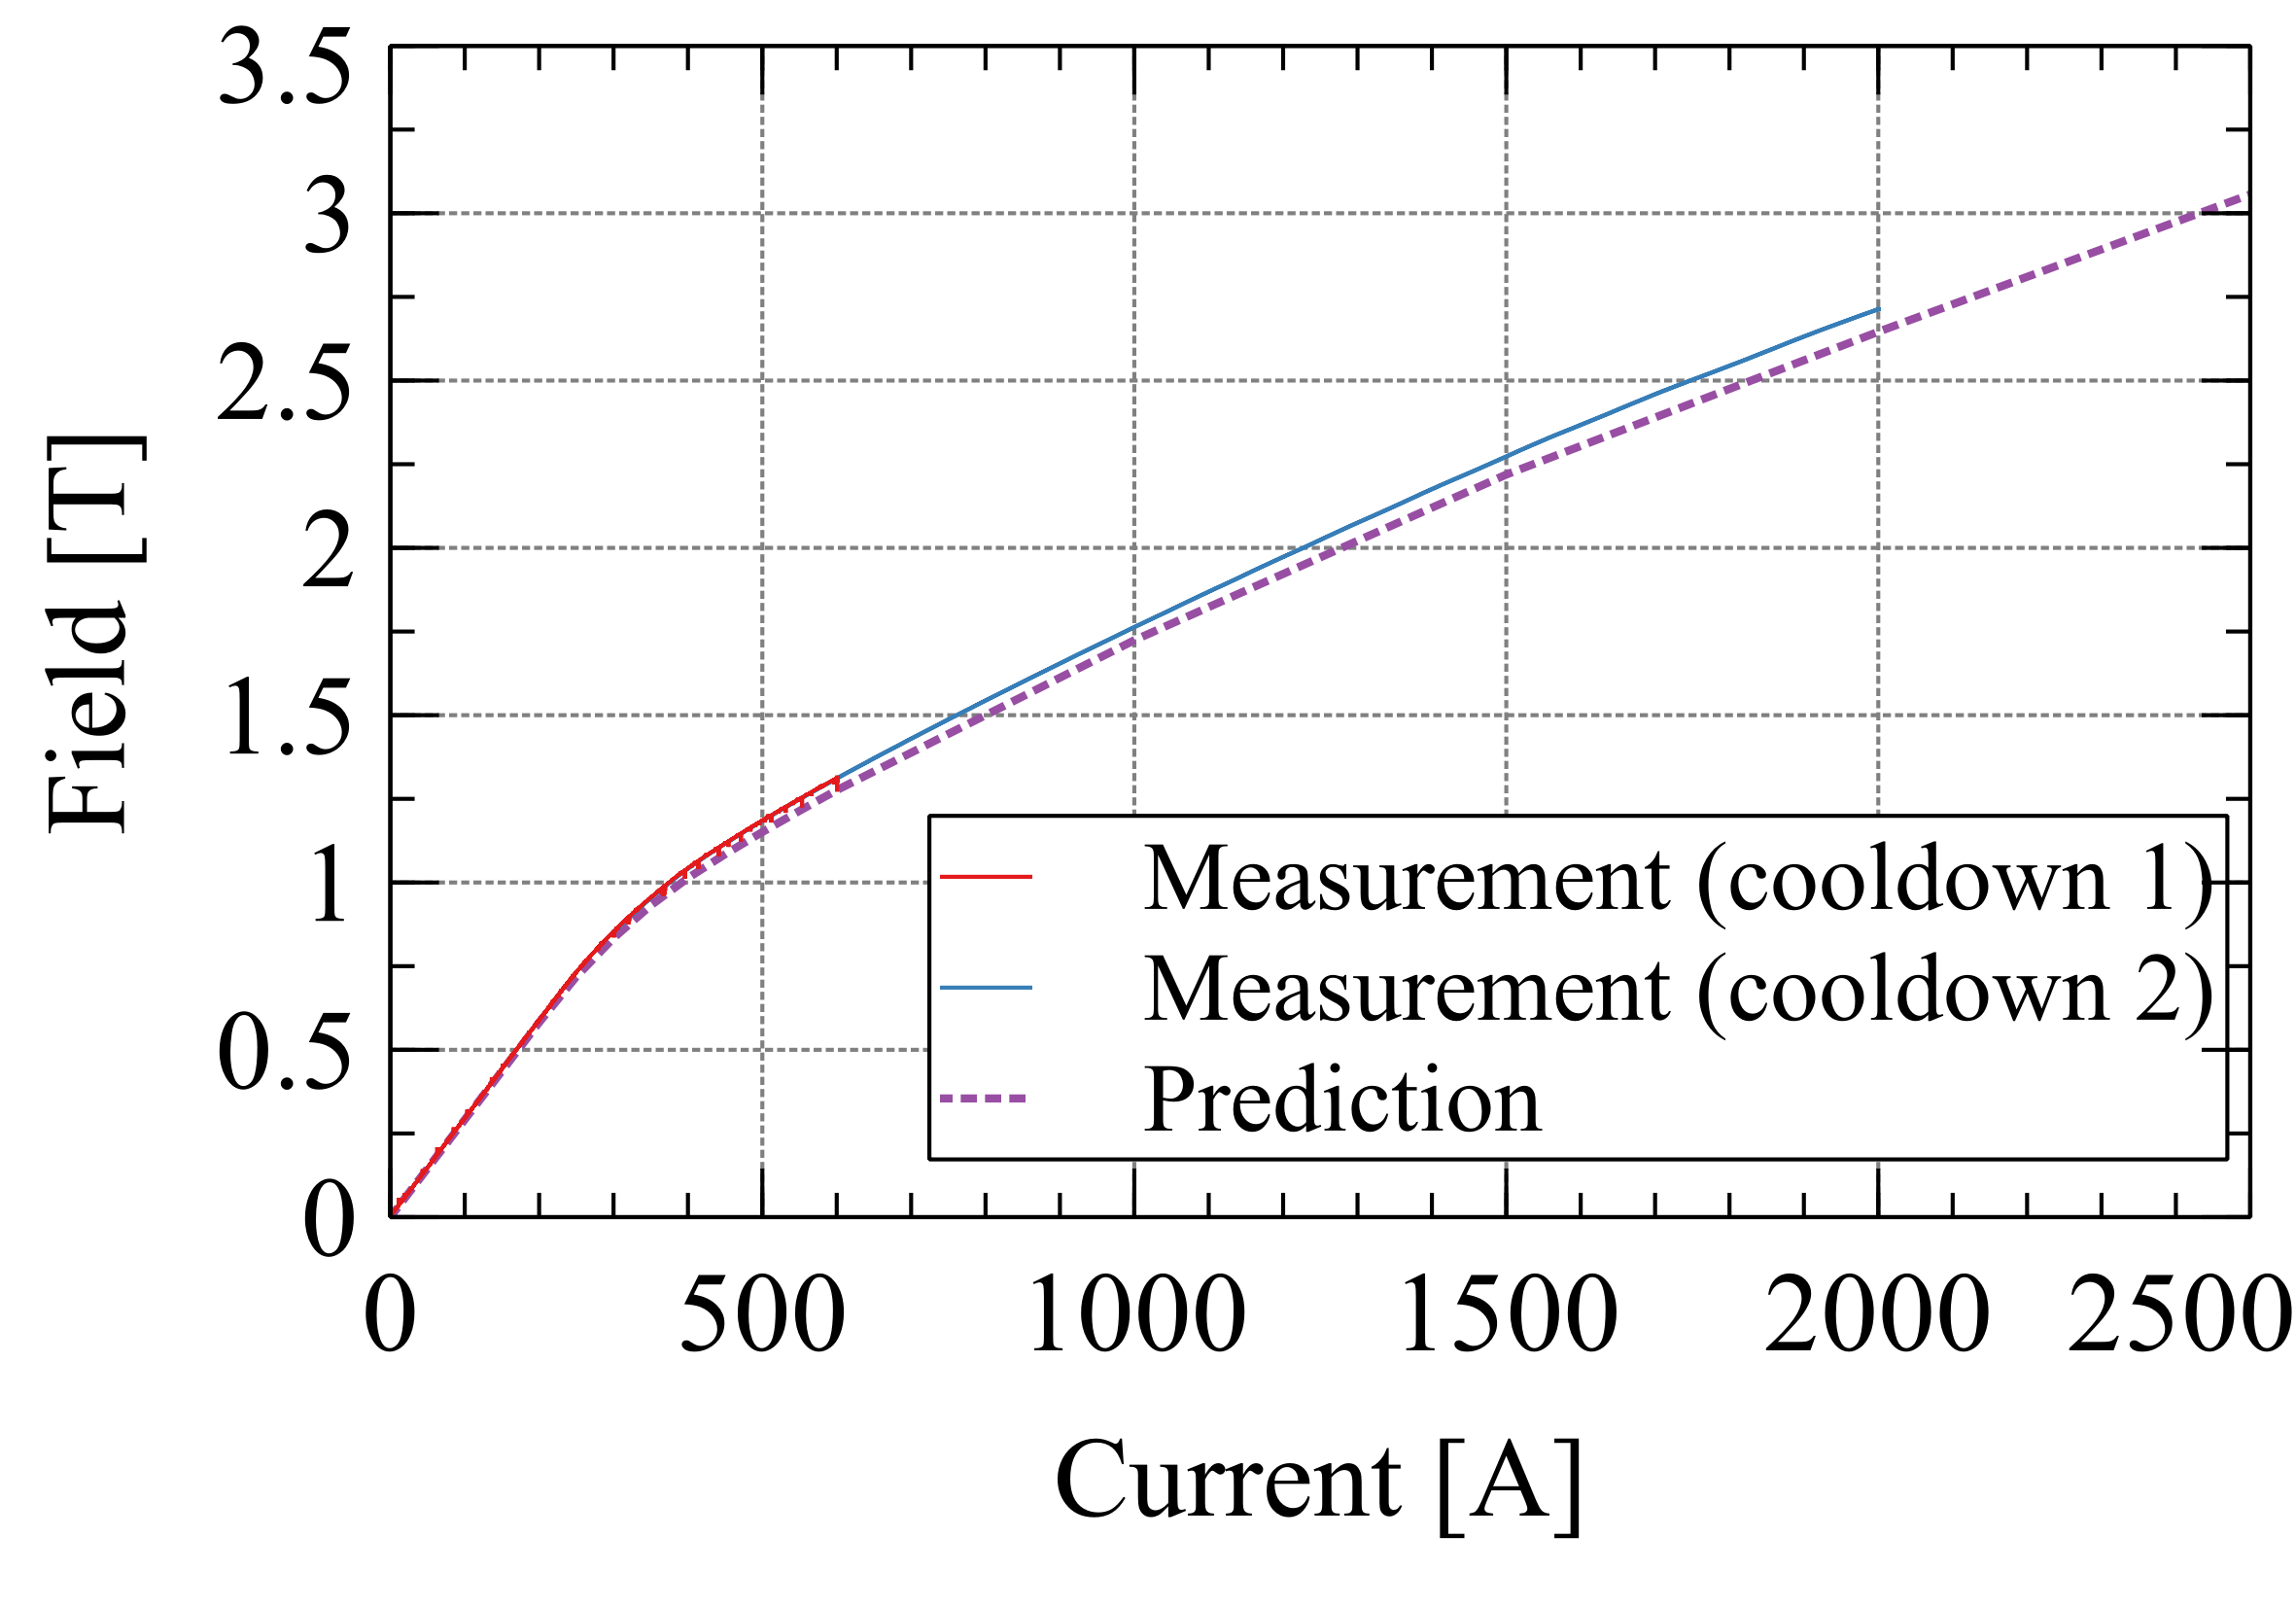 3.5
3
2.5
2
1.5
1
0.5
0
Field [T]
Measurement (cooldown 1)
Measurement (cooldown 2)
Prediction
0 500 1000 1500 2000 2500
Current [A]